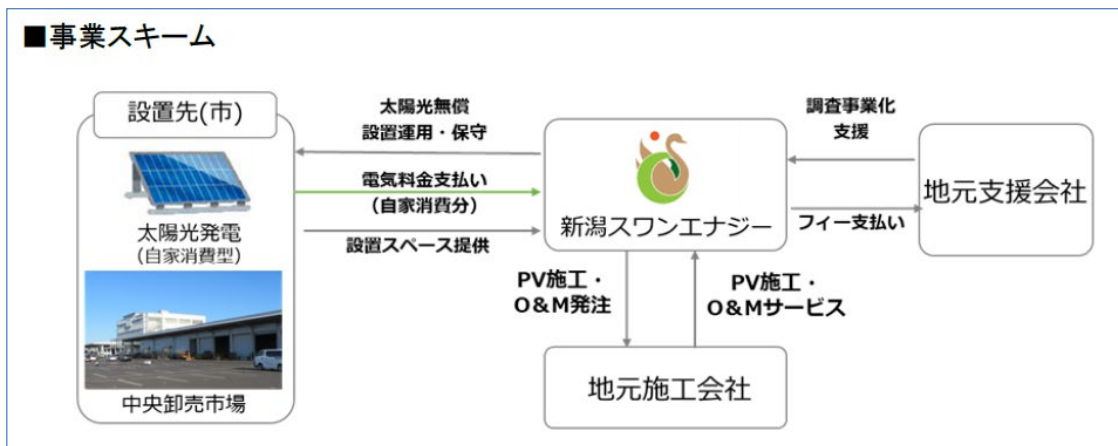 ■事業スキーム
設置先(市)
太陽光発電
(自家消費型)
中央卸売市場
太陽光無償
設置運用・保守
電気料金支払い
(自家消費分)
設置スペース提供
新潟スワンエナジー
調査事業化
支援
フィー支払い
地元支援会社
PV施工・
O&M発注
PV施工・
O&Mサービス
地元施工会社